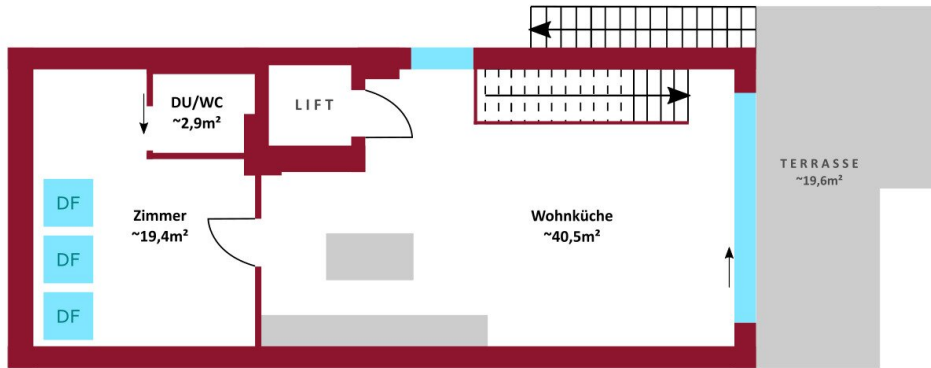 DU/WC
~2,9m²
LIFT
TERRASSE
~19,6m²
DF
Zimmer
~19,4m²
Wohnküche
~40,5m²
DF
DF